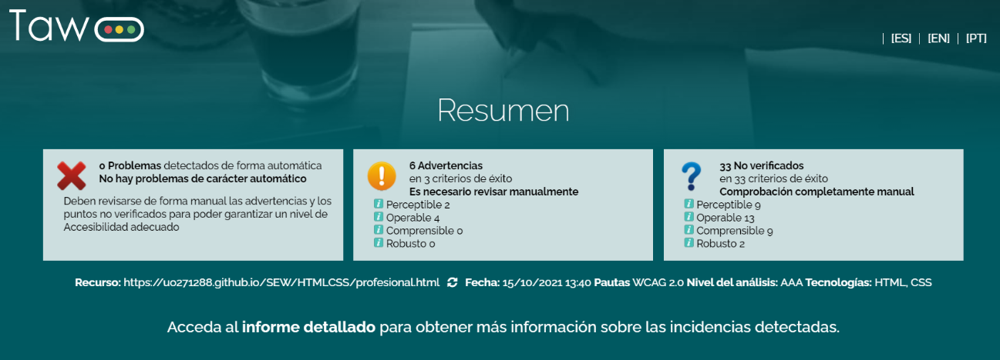 Taw
| [ES] | [EN] | [PT]
Resumen
0 Problemas detectados de forma automática
No hay problemas de carácter automático
Deben revisarse de forma manual las advertencias y los
puntos no verificados para poder garantizar un nivel de
Accesibilidad adecuado
6 Advertencias
en 3 criterios de éxito
Es necesario revisar manualmente
Perceptible 2
Operable 4
Comprensible 0
Robusto 0
33 No verificados
en 33 criterios de éxito
Comprobación completamente manual
Perceptible 9
Operable 13
Comprensible 9
Robusto 2
Recurso: https://uo271288.github.io/SEW/HTMLCSS/profesional.html Fecha: 15/10/2021 13:40 Pautas WCAG 2.0 Nivel del análisis: AAA Tecnologías: HTML, CSS
Acceda al informe detallado para obtener más información sobre las incidencias detectadas.